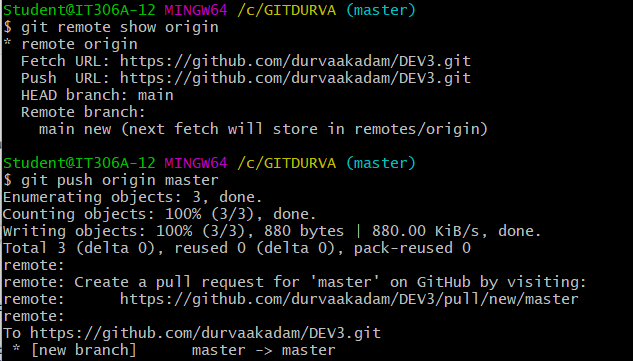 Student@IT306A-12 MINGW64 /c/GITDURVA (master)
$ git remote show origin
* remote origin
  Fetch URL: https://github.com/durvaakadam/DEV3.git
  Push  URL: https://github.com/durvaakadam/DEV3.git
  HEAD branch: main
  Remote branch:
    main new (next fetch will store in remotes/origin)

Student@IT306A-12 MINGW64 /c/GITDURVA (master)
$ git push origin master
Enumerating objects: 3, done.
Counting objects: 100% (3/3), done.
Writing objects: 100% (3/3), 880 bytes | 880.00 KiB/s, done.
Total 3 (delta 0), reused 0 (delta 0), pack-reused 0
remote:
remote: Create a pull request for 'master' on GitHub by visiting:
remote:      https://github.com/durvaakadam/DEV3/pull/new/master
remote:
To https://github.com/durvaakadam/DEV3.git
 * [new branch]      master -> master